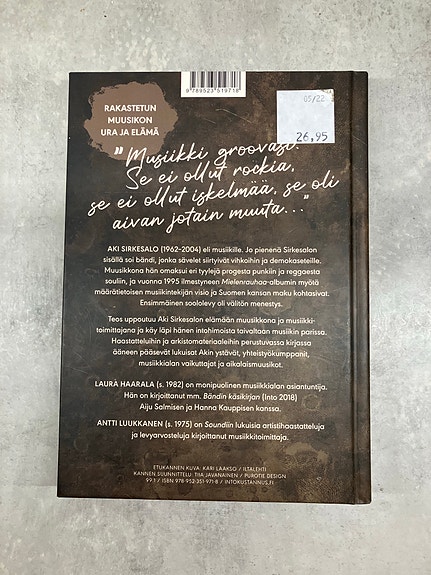 9 789523 519718
05/22
26,95
RAKASTETUN
MUUSIKON
URA JA ELÄMÄ
"Musiikki groovasi.
Se ei ollut rockia,
se ei ollut iskelmää, se oli
aivan jotain muuta..."
AKI SIRKESALO (1962–2004) eli musiikille. Jo pienenä Sirkesalon
sisällä soi bändi, jonka sävelet siirtyivät vihkoihin ja demokaseteille.
Muusikkona hän omaksui eri tyylejä progesta punkiin ja reggaesta
souliin, ja vuonna 1995 ilmestyneen Mielenrauhaa-albumin myötä
määrätietoisen musiikintekijän visio ja Suomen kansan maku kohtasivat.
Ensimmäinen soololevy oli välitön menestys.
Teos uppoutuu Aki Sirkesalon elämään muusikkona ja musiikki-
toimittajana ja käy läpi hänen intohimoista taivaltaan musiikin parissa.
Haastatteluihin ja arkistomateriaaleihin perustuvassa kirjassa
ääneen pääsevät lukuisat Akin ystävät, yhteistyökumppanit,
musiikkialan vaikuttajat ja aikalaismuusikot.
LAURA HAARALA (s. 1982) on monipuolinen musiikkialan asiantuntija.
Hän on kirjoittanut mm. Bändin käsikirjan (Into 2018)
Aiju Salmisen ja Hanna Kauppisen kanssa.
ANTTI LUUKKANEN (s. 1975) on Soundiin lukuisia artistihaastatteluja
ja levyarvosteluja kirjoittanut musiikkitoimittaja.
ETUKANNEN KUVA: KARI LAAKSO / ILTALEHTI
KANNEN SUUNNITTELU: TIIA JAVANAINEN / PUROTIE DESIGN
99.1 / ISBN 978-952-351-971-8 / INTOKUSTANNUS.FI